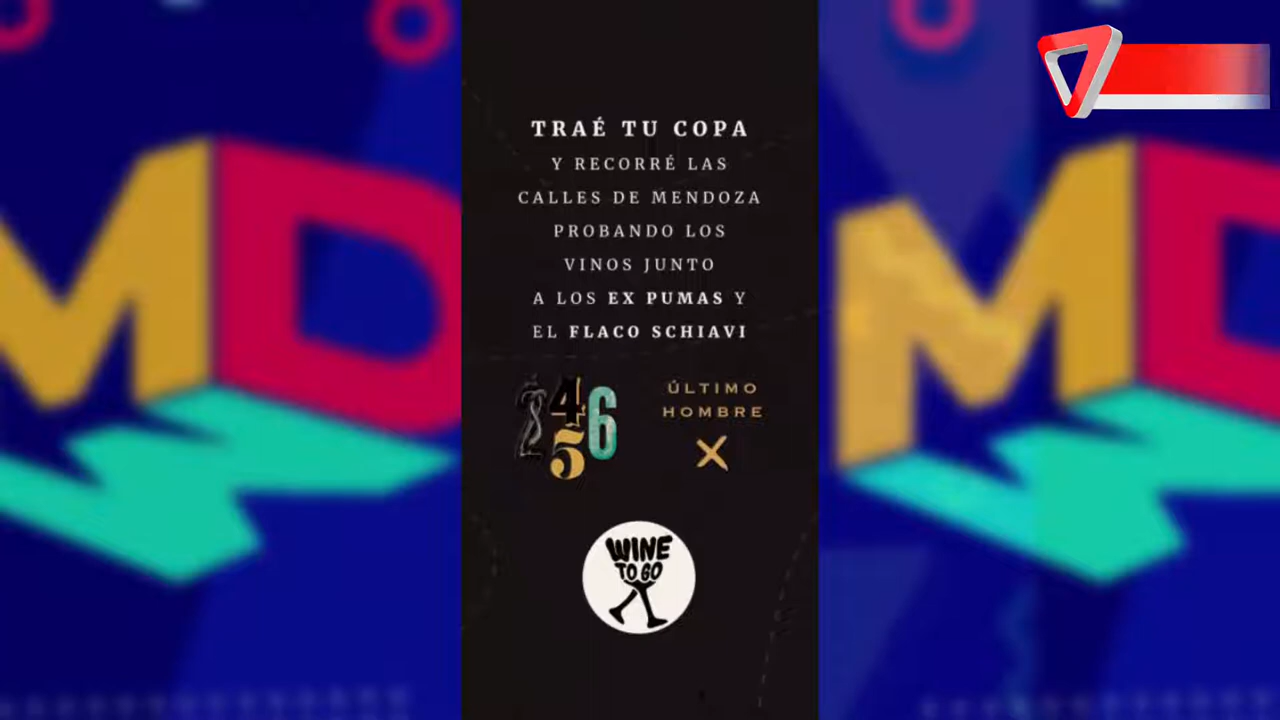 TRAÉ TU COPA
Y RECORRÉ LAS
CALLES DE MENDOZA
PROBANDO LOS
VINOS JUNTO
A LOS EX PUMAS Y
EL FLACO SCHIAVI
456
ÚLTIMO
HOMBRE
X
WINE
TO GO
M D
M D